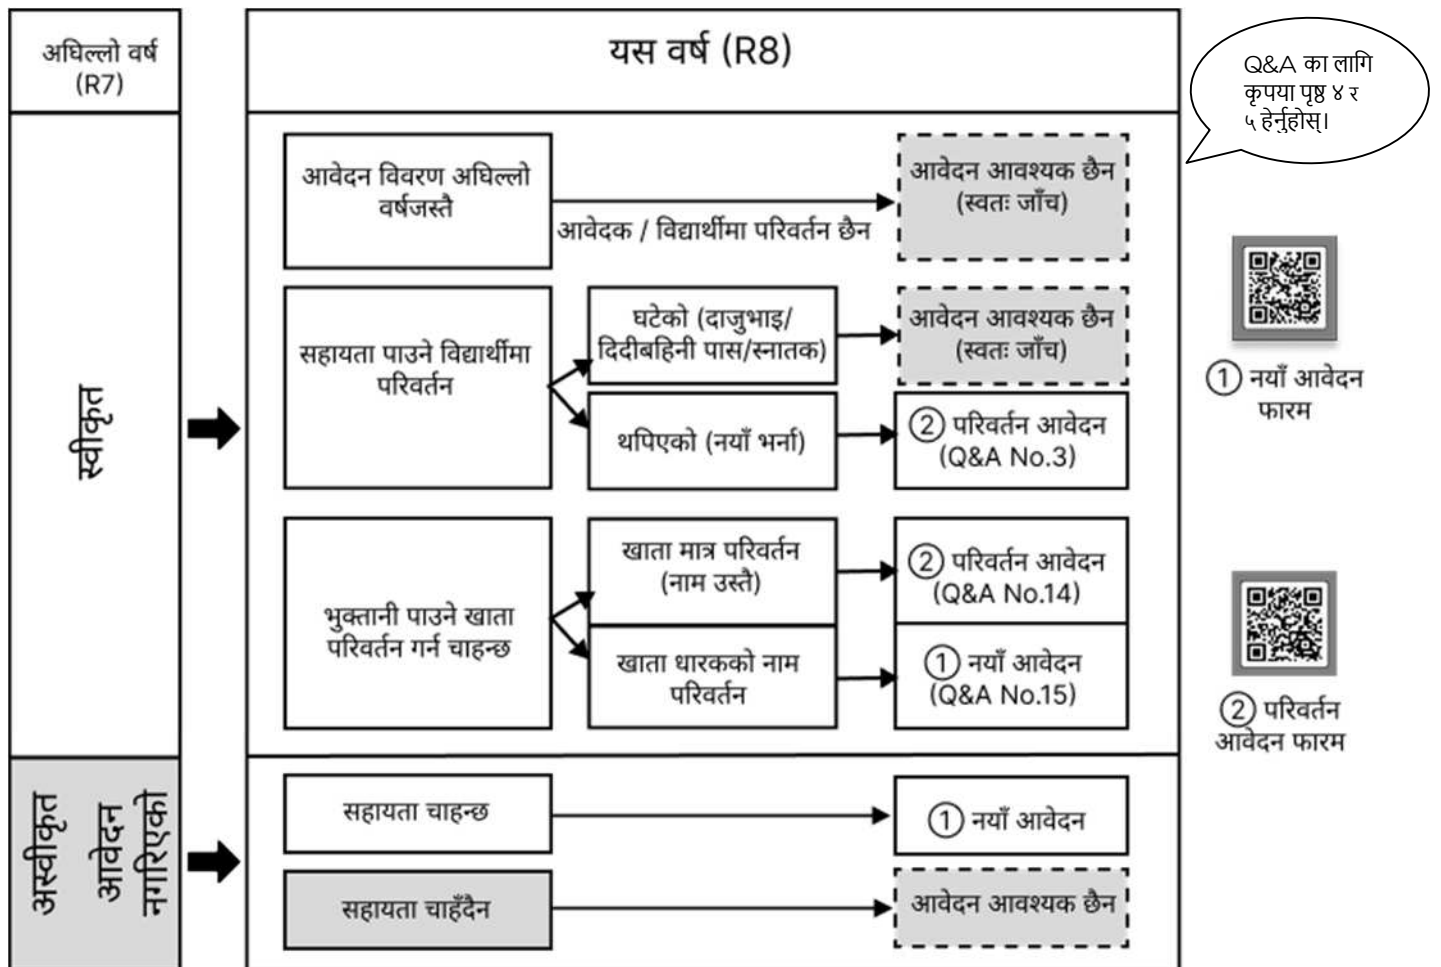 अघिल्लो वर्ष
(R7)
यस वर्ष (R8)
Q&A का लागि
कृपया पृष्ठ ४ र
५ हेर्नुहोस्।
स्वीकृत
आवेदन विवरण अघिल्लो
वर्षजस्तै
आवेदक / विद्यार्थीमा परिवर्तन छैन
आवेदन आवश्यक छैन
(स्वतः जाँच)
सहायता पाउने विद्यार्थीमा
परिवर्तन
घटेको (दाजुभाइ/
दिदीबहिनी पास/स्नातक)
आवेदन आवश्यक छैन
(स्वतः जाँच)
थपिएको (नयाँ भर्ना)
② परिवर्तन आवेदन
(Q&A No.3)
भुक्तानी पाउने खाता
परिवर्तन गर्न चाहन्छ
खाता मात्र परिवर्तन
(नाम उस्तै)
② परिवर्तन आवेदन
(Q&A No.14)
खाता धारकको नाम
परिवर्तन
① नयाँ आवेदन
(Q&A No.15)
अस्वीकृत
आवेदन
नगरिएको
सहायता चाहन्छ
① नयाँ आवेदन
सहायता चाहँदैन
आवेदन आवश्यक छैन
① नयाँ आवेदन
फारम
② परिवर्तन
आवेदन फारम